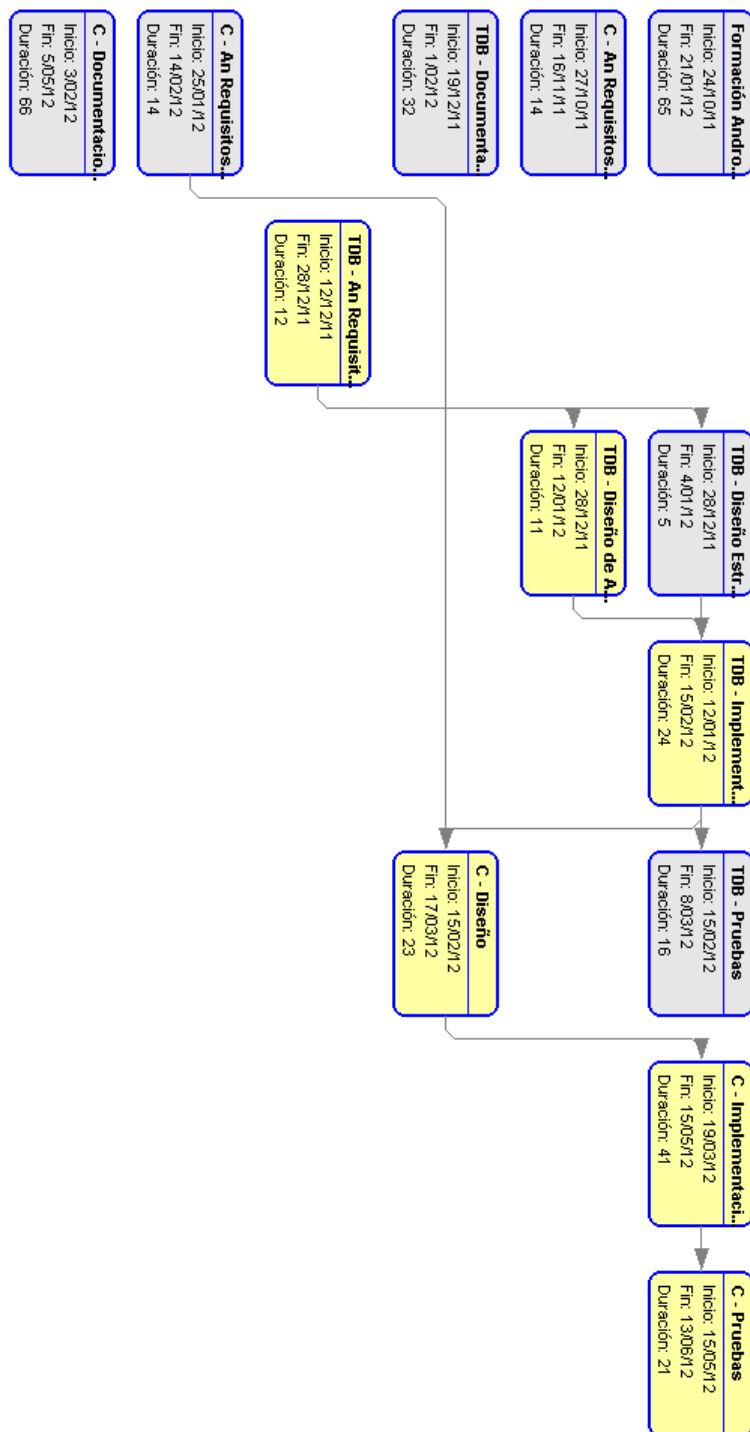 Formación Andro...
Inicio: 24/10/11
Fin: 21/01/12
Duración: 65
C - An Requisitos...
Inicio: 27/10/11
Fin: 16/11/11
Duración: 14
TDB - Documenta...
Inicio: 19/12/11
Fin: 1/02/12
Duración: 32
C - An Requisitos...
Inicio: 25/01/12
Fin: 14/02/12
Duración: 14
C - Documentacio...
Inicio: 3/02/12
Fin: 5/05/12
Duración: 66
TDB - An Requisit...
Inicio: 12/12/11
Fin: 28/12/11
Duración: 12
TDB - Diseño Estr...
Inicio: 28/12/11
Fin: 4/01/12
Duración: 5
TDB - Diseño de A...
Inicio: 28/12/11
Fin: 12/01/12
Duración: 11
TDB - Implement...
Inicio: 12/01/12
Fin: 15/02/12
Duración: 24
TDB - Pruebas
Inicio: 15/02/12
Fin: 8/03/12
Duración: 16
C - Diseño
Inicio: 15/02/12
Fin: 17/03/12
Duración: 23
C - Implementaci...
Inicio: 19/03/12
Fin: 15/05/12
Duración: 41
C - Pruebas
Inicio: 15/05/12
Fin: 13/06/12
Duración: 21